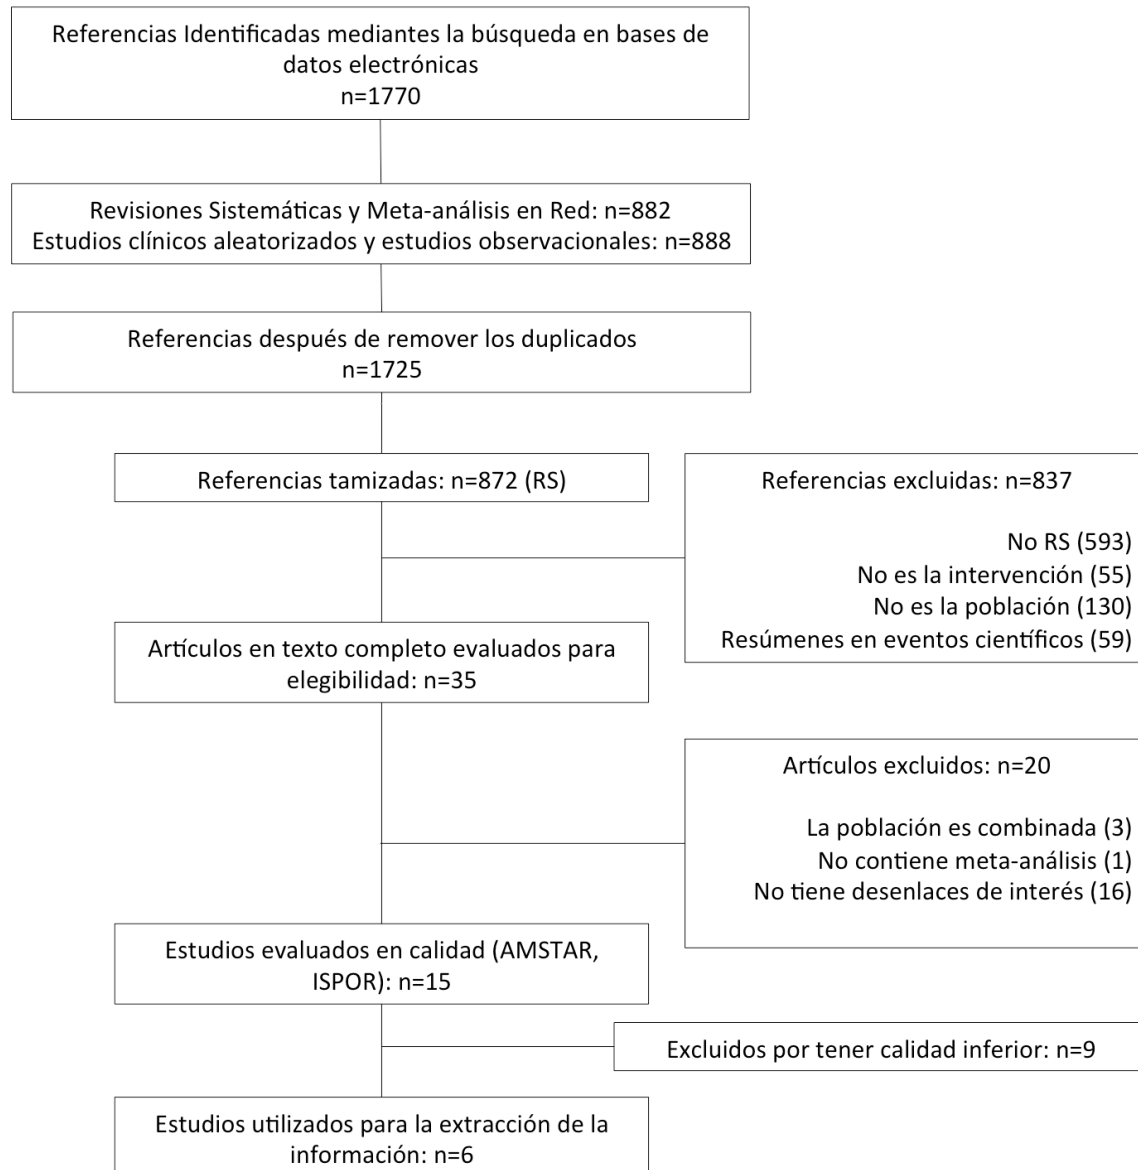 Referencias Identificadas mediantes la búsqueda en bases de
datos electrónicas
n=1770
Revisiones Sistemáticas y Meta-análisis en Red: n=882
Estudios clínicos aleatorizados y estudios observacionales: n=888
Referencias después de remover los duplicados
n=1725
Referencias tamizadas: n=872 (RS)
Referencias excluidas: n=837
No RS (593)
No es la intervención (55)
No es la población (130)
Resúmenes en eventos científicos (59)
Artículos en texto completo evaluados para
elegibilidad: n=35
Artículos excluidos: n=20
La población es combinada (3)
No contiene meta-análisis (1)
No tiene desenlaces de interés (16)
Estudios evaluados en calidad (AMSTAR,
ISPOR): n=15
Excluidos por tener calidad inferior: n=9
Estudios utilizados para la extracción de la
información: n=6